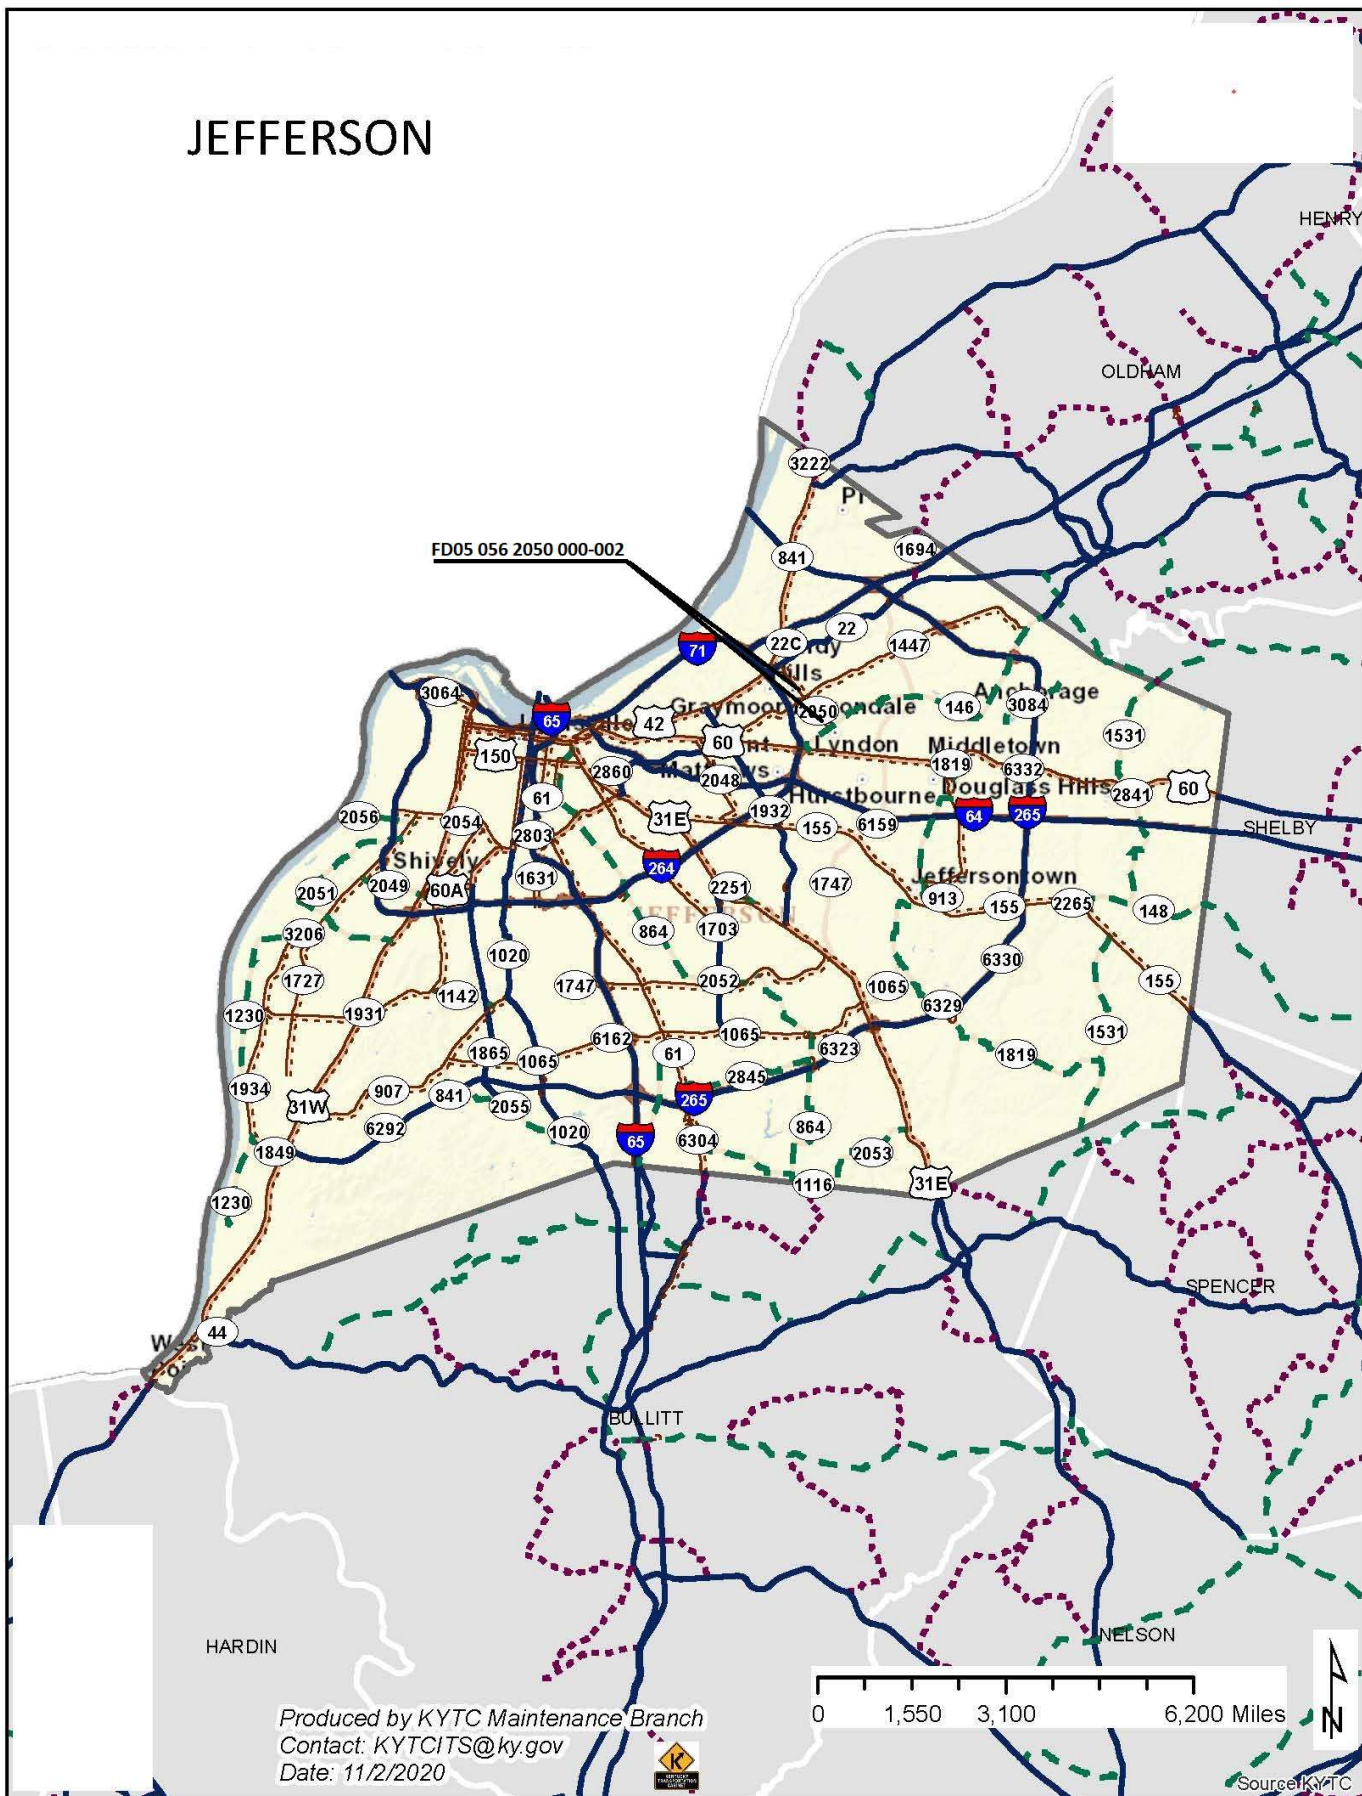 JEFFERSON
HENRY
OLDHAM
3222
FD05 056 2050 000-002
841
1694
22C
22
1447
71
3064
65
42
Graymoor
2050
ondale
146
Anchorage
3084
1531
150
60
Lyndon
Middletown
1819
6332
2860
2048
Hurstbourne
Douglass Hills
2841
60
61
31E
1932
155
6159
64
265
SHELBY
2056
2054
2803
Shively
264
2049
60A
1631
2251
1747
Jeffersontown
2051
913
155
2265
148
JEFFERSON
3206
864
1703
1020
6330
1727
1747
2052
1065
155
1142
6329
1230
1931
1531
6162
1065
1865
1065
61
6323
1819
1934
907
841
2845
31W
2055
265
6292
1020
65
6304
864
1849
2053
1116
31E
1230
SPENCER
44
BULLITT
HARDIN
NELSON
0 1,550 3,100 6,200 Miles
N
Produced by KYTC Maintenance Branch
Contact: KYTCITS@ky.gov
Date: 11/2/2020
KENTUCKY
TRANSPORTATION
CABINET
Source KYTC